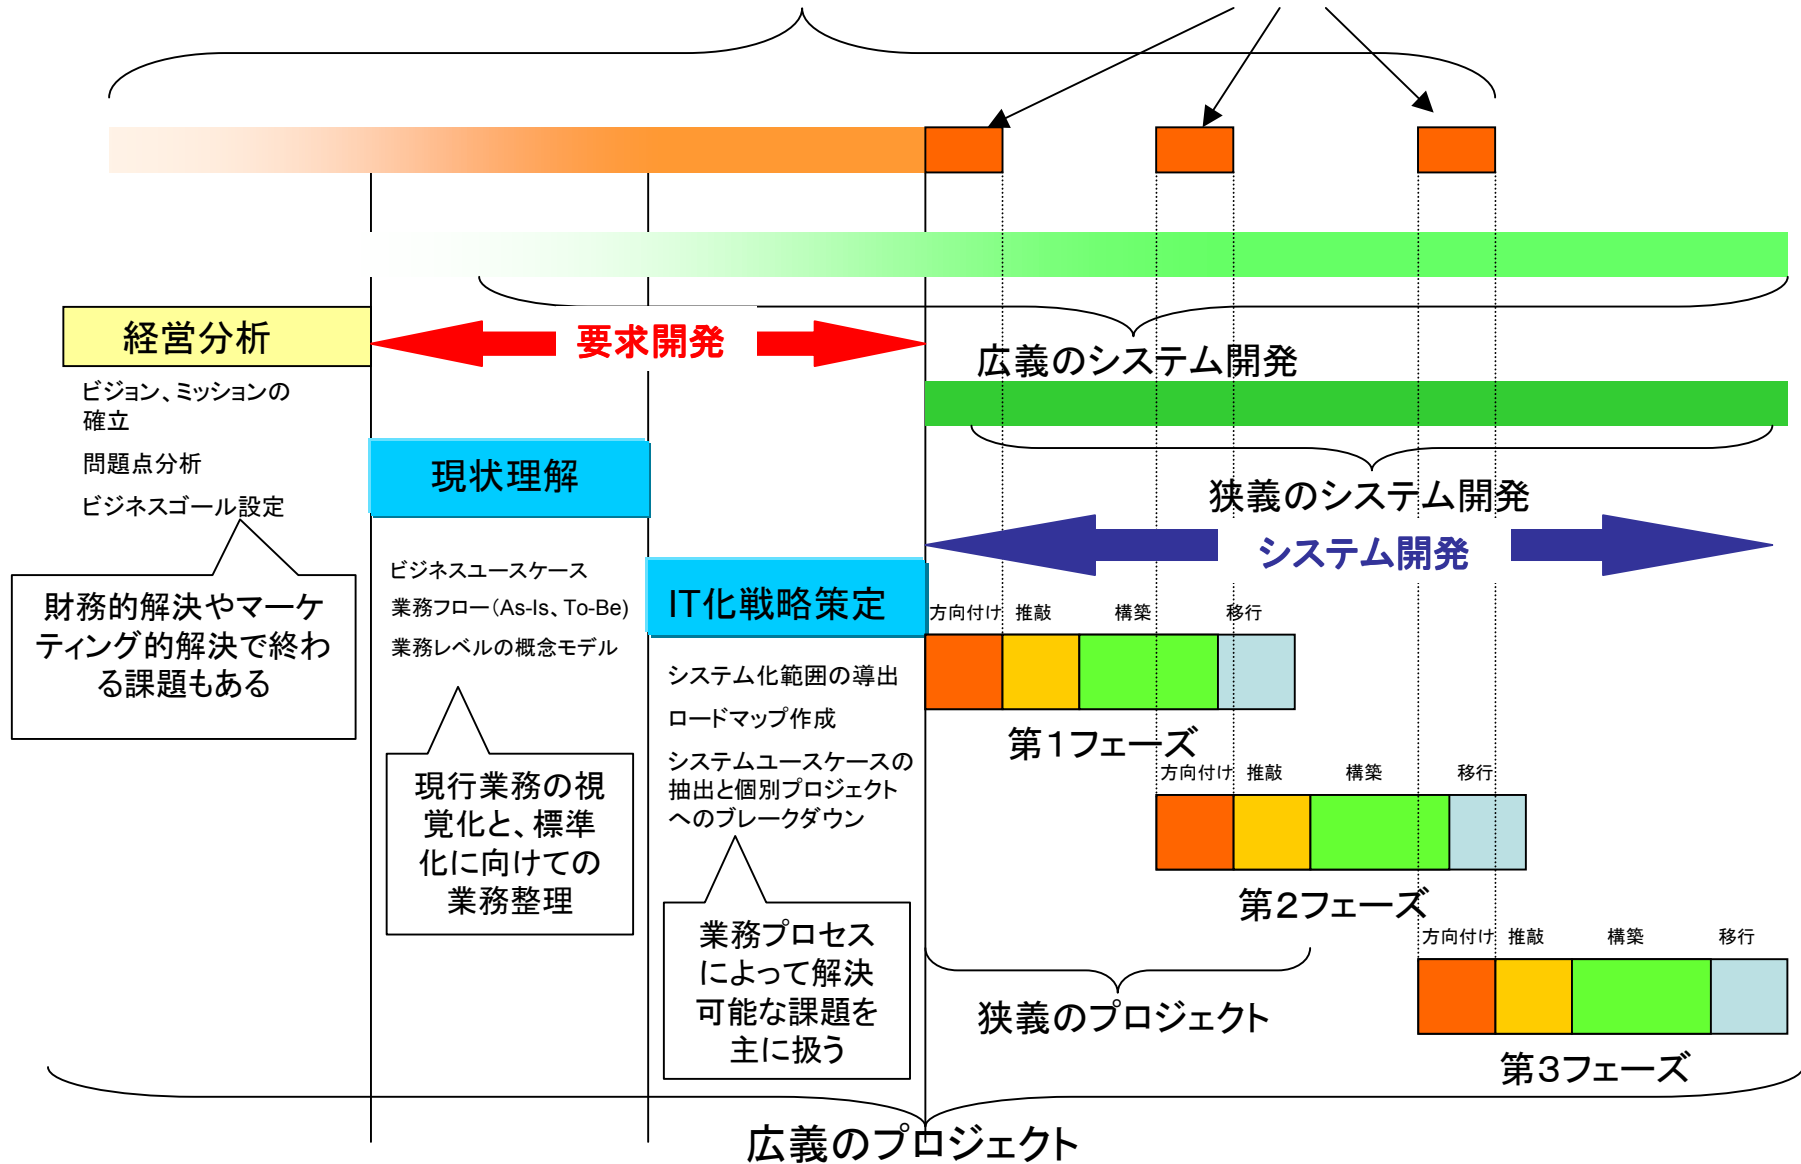 経営分析
ビジョン、ミッションの
確立
問題点分析
ビジネスゴール設定
財務的解決やマーケ
ティング的解決で終わ
る課題もある
要求開発
現状理解
ビジネスユースケース
業務フロー(As-Is、To-Be)
業務レベルの概念モデル
現行業務の視
覚化と、標準
化に向けての
業務整理
IT化戦略策定
システム化範囲の導出
ロードマップ作成
システムユースケースの
抽出と個別プロジェクト
へのブレークダウン
業務プロセス
によって解決
可能な課題を
主に扱う
広義のシステム開発
狭義のシステム開発
システム開発
方向付け 推敲 構築 移行
第1フェーズ
方向付け 推敲 構築 移行
第2フェーズ
方向付け 推敲 構築 移行
第3フェーズ
狭義のプロジェクト
広義のプロジェクト